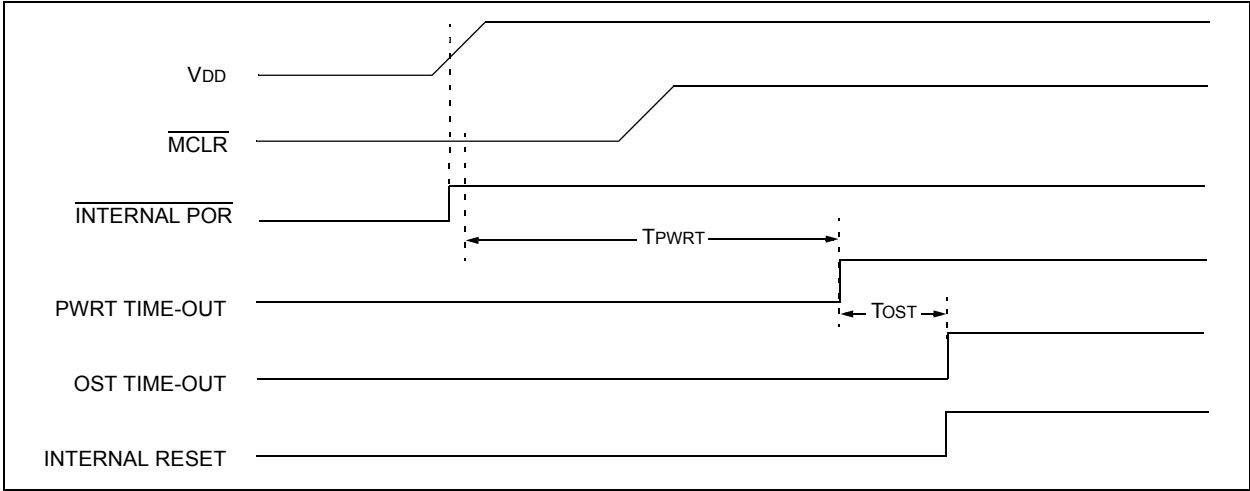 VDD
MCLR
INTERNAL POR
TPWRT
PWRT TIME-OUT
TOST
OST TIME-OUT
INTERNAL RESET